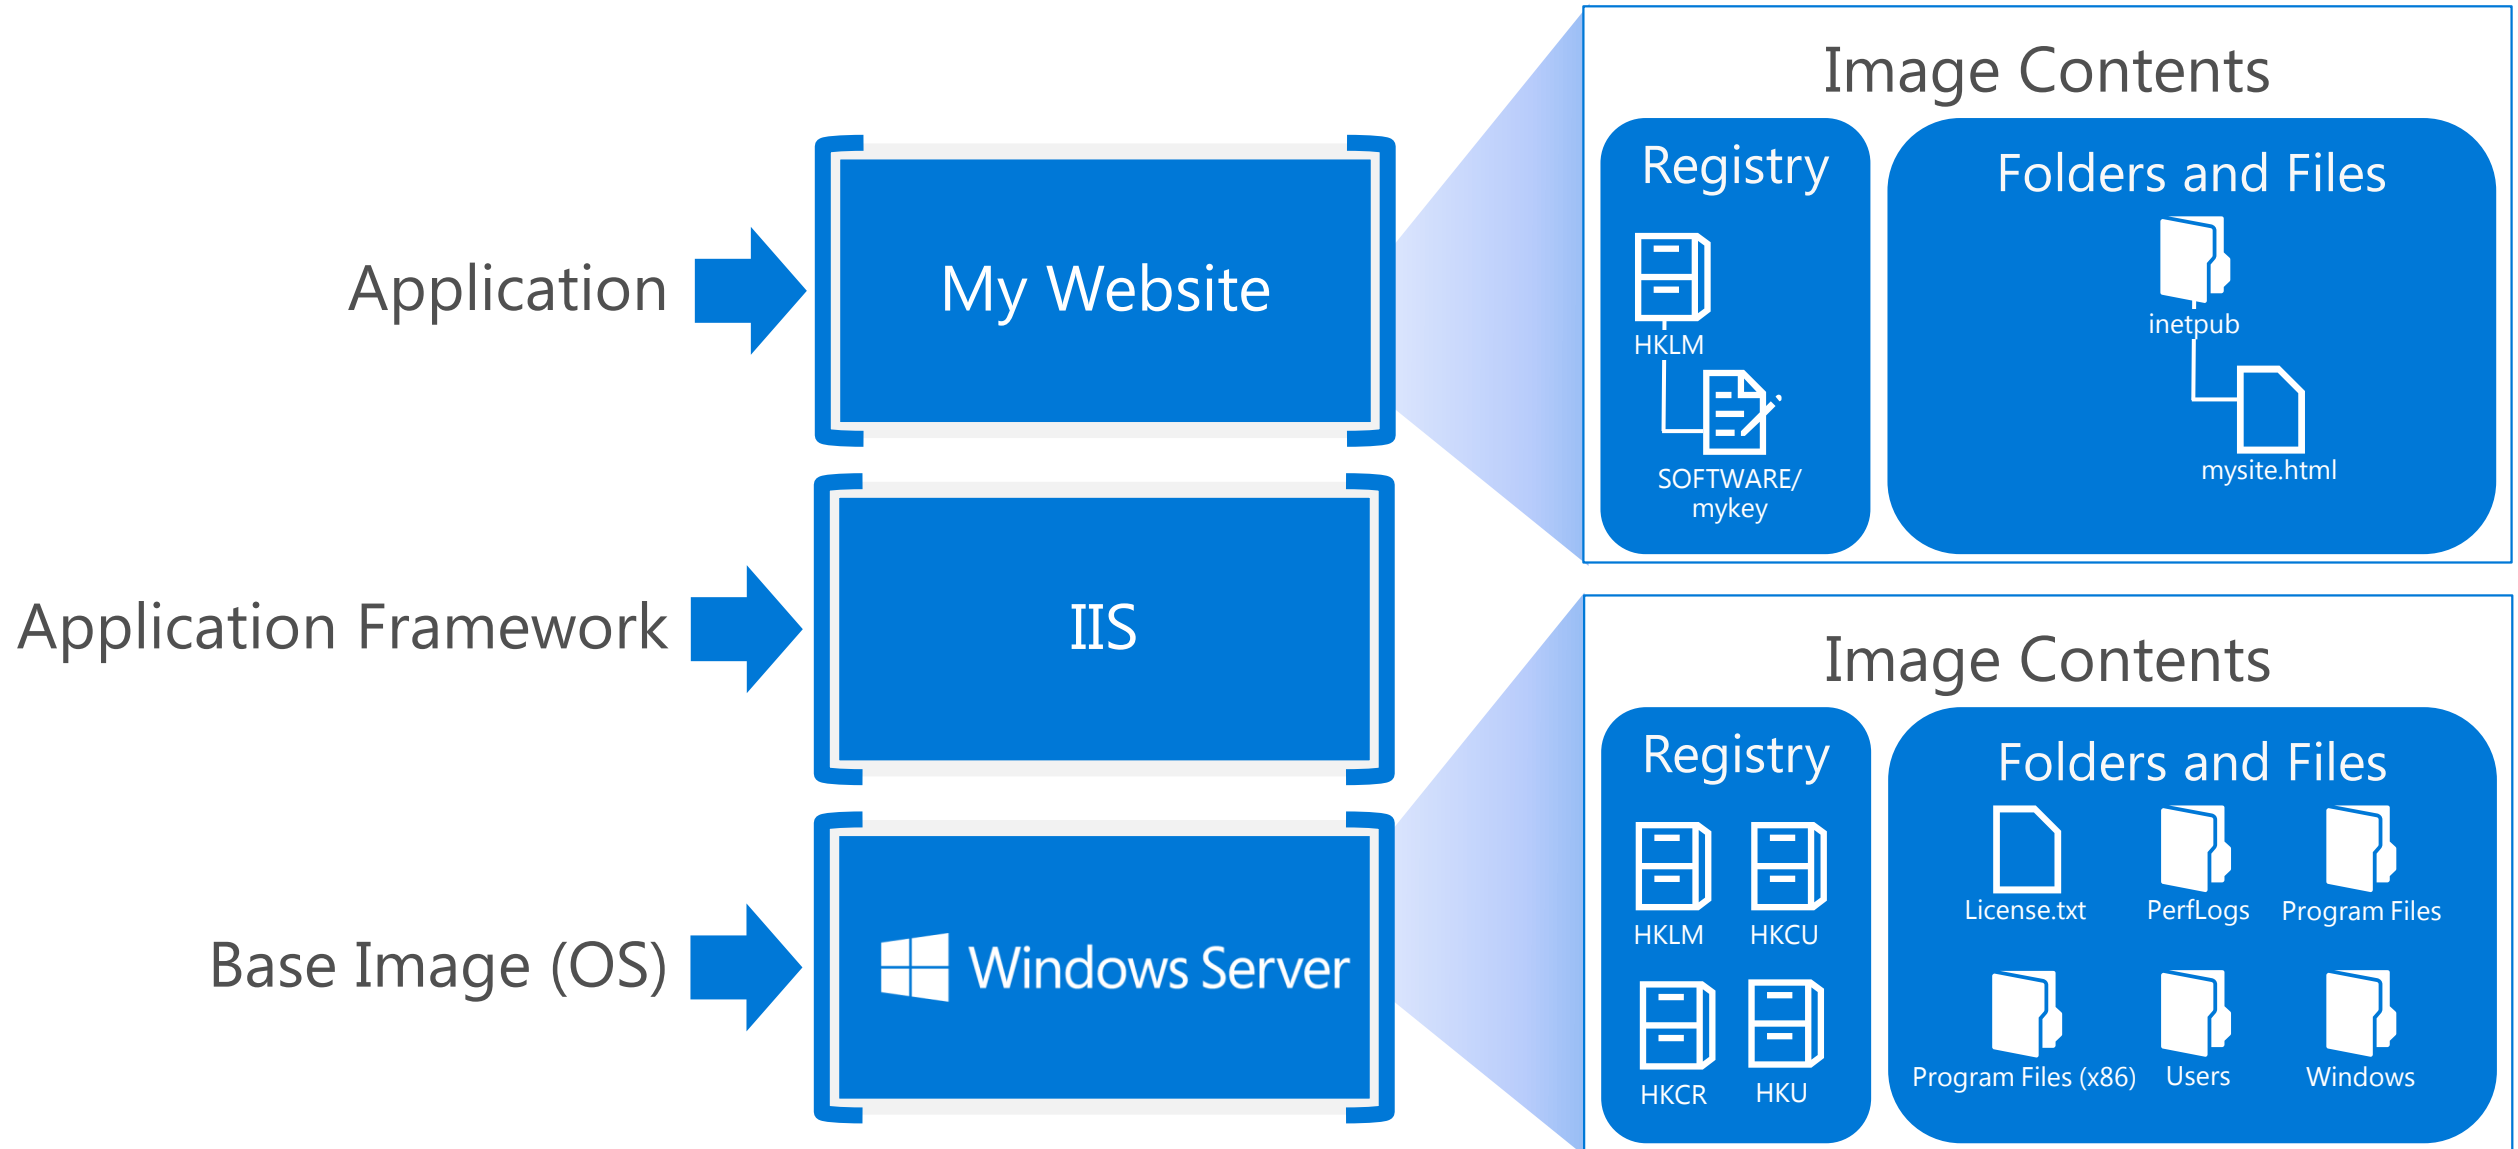 Application
My Website
Application Framework
IIS
Base Image (OS)
Windows Server
Image Contents
Registry
HKLM
SOFTWARE/
mykey
Folders and Files
inetpub
mysite.html
Image Contents
Registry
HKLM HKCU
HKCR HKU
Folders and Files
License.txt PerfLogs Program Files
Program Files (x86) Users Windows